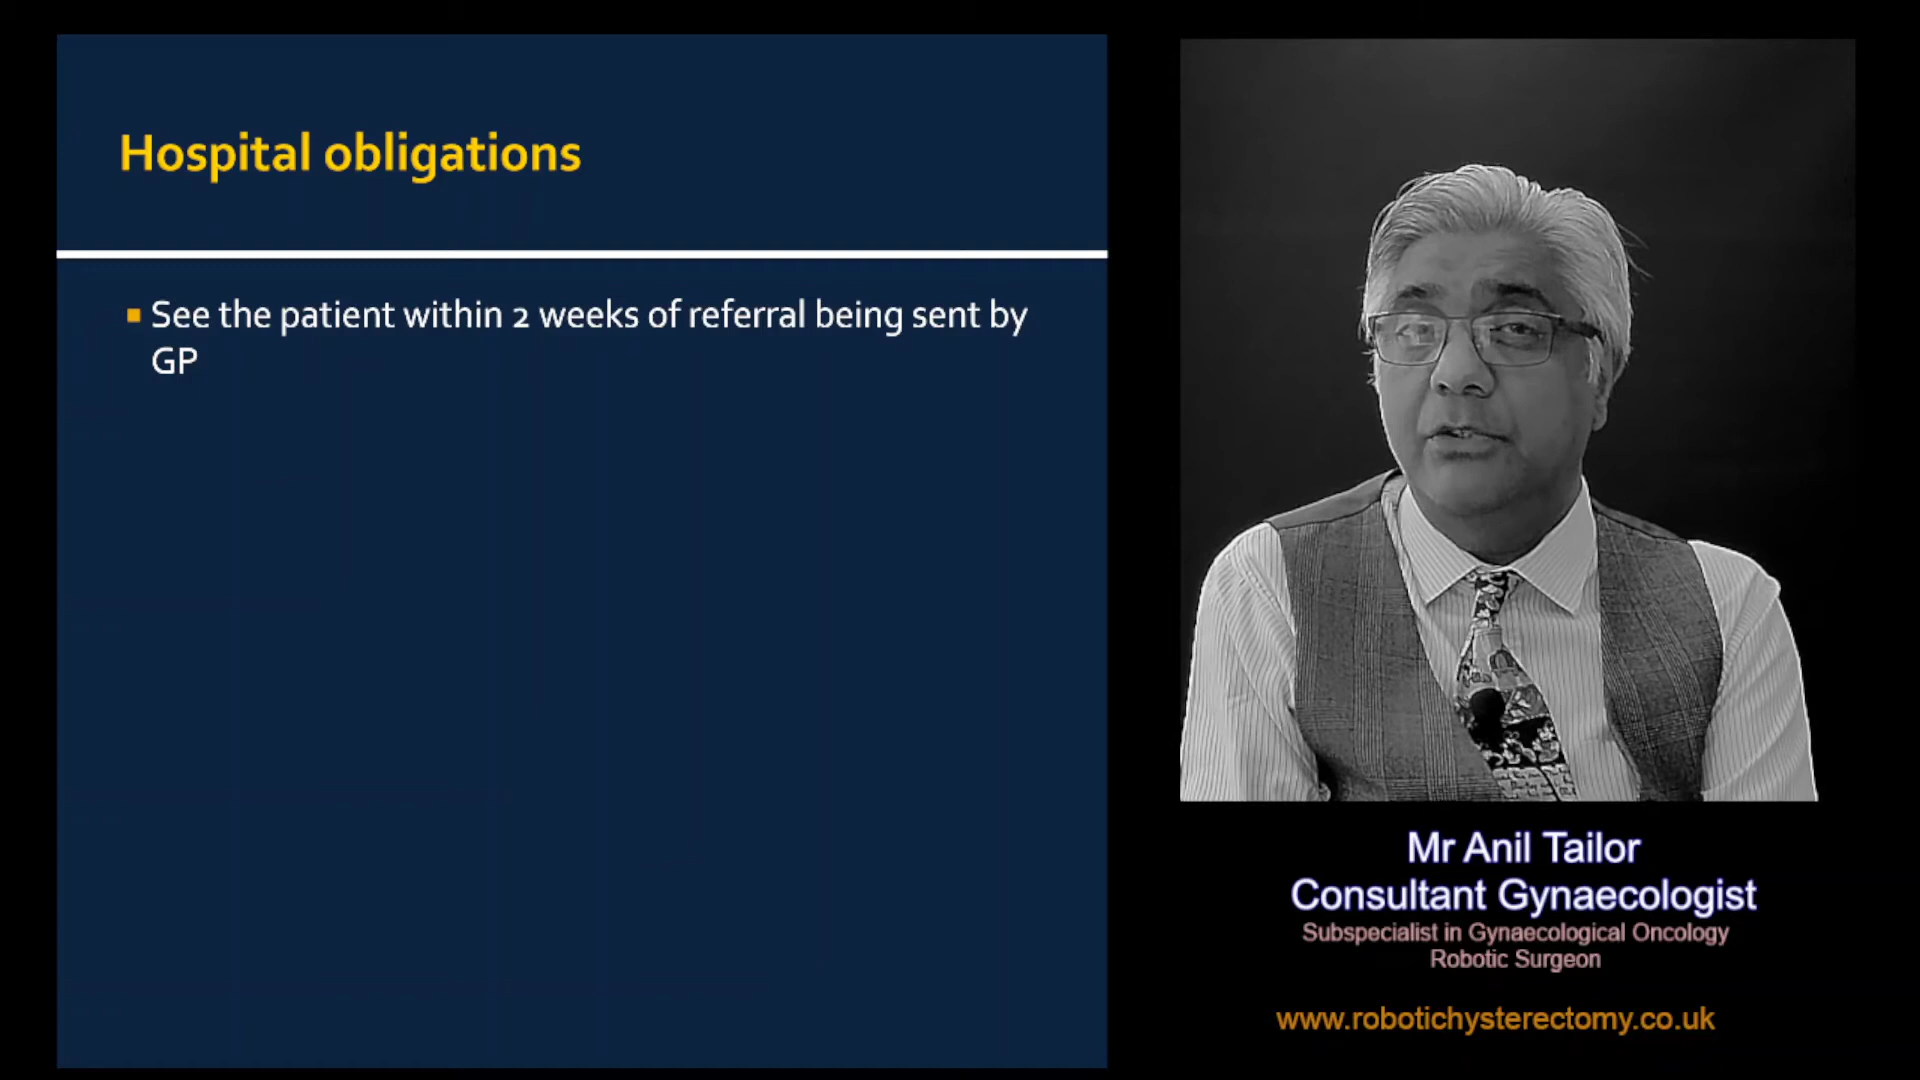 Hospital obligations
See the patient within 2 weeks of referral being sent by
GP
Mr Anil Tailor
Consultant Gynaecologist
Subspecialist in Gynaecological Oncology
Robotic Surgeon
www.robotichysterectomy.co.uk